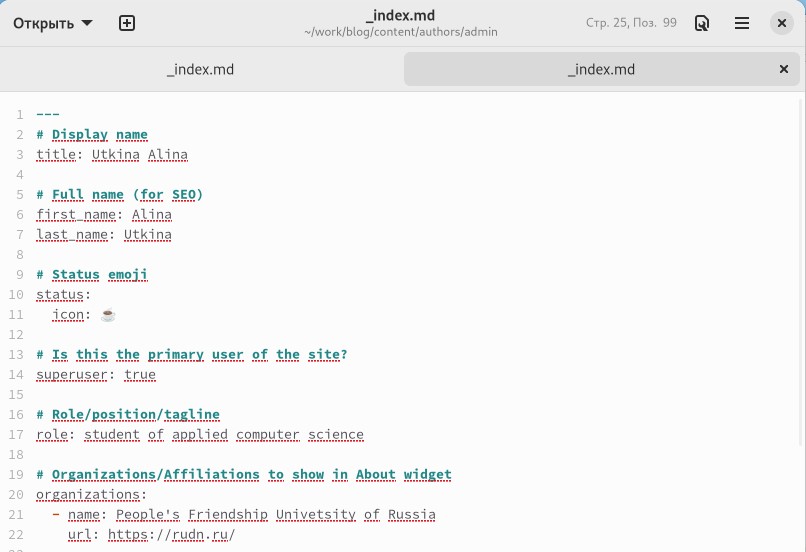 Открыть
_index.md
~/work/blog/content/authors/admin
Стр. 25, Поз. 99
_index.md
_index.md
1 ---
2 # Display name
3 title: Utkina Alina
4
5 # Full name (for SEO)
6 first_name: Alina
7 last_name: Utkina
8
9 # Status emoji
10 status:
11 icon: ☕
12
13 # Is this the primary user of the site?
14 superuser: true
15
16 # Role/position/tagline
17 role: student of applied computer science
18
19 # Organizations/Affiliations to show in About widget
20 organizations:
21 - name: People's Friendship Univetsity of Russia
22 url: https://rudn.ru/